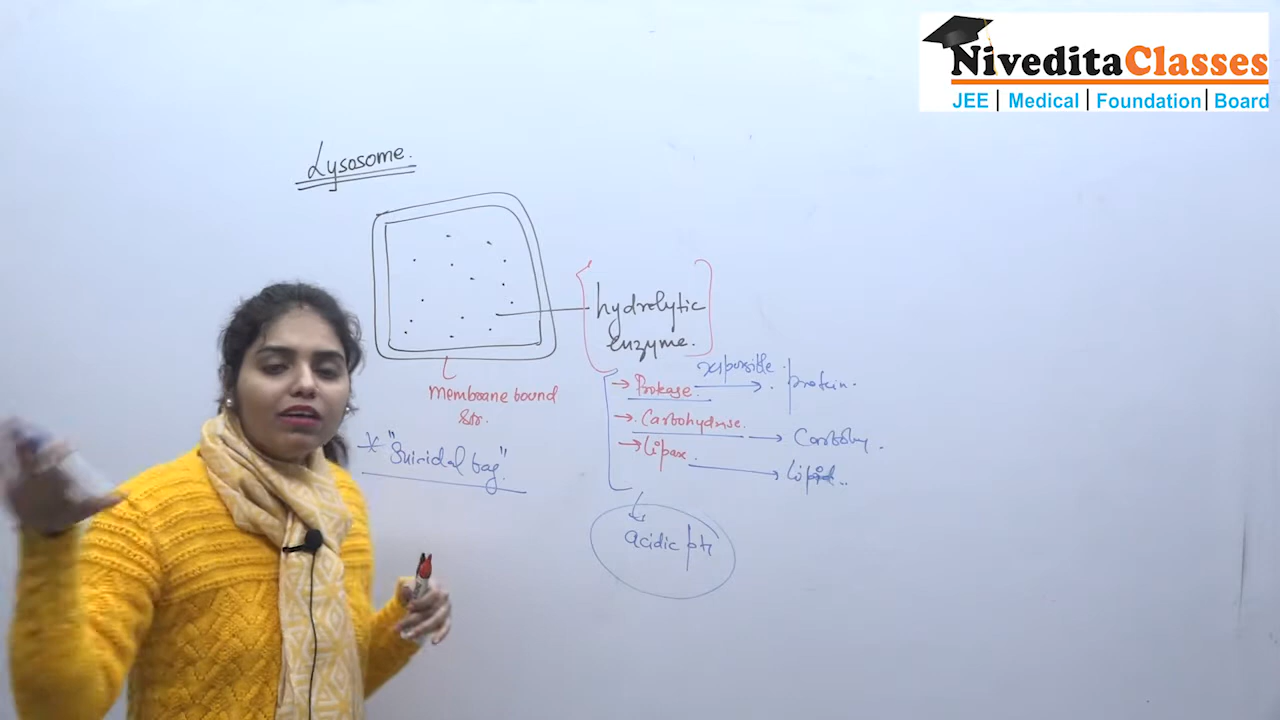 NiveditaClasses
JEE | Medical | Foundation | Board
Lysosome.
hydrolytic
enzyme.
Membrane bound
Str.
* "Suicidal bag"
→ Protease. → responsible. protein.
→ Carbohydrase. → Carbohy.
→ Lipase. → Lipid..
acidic pH